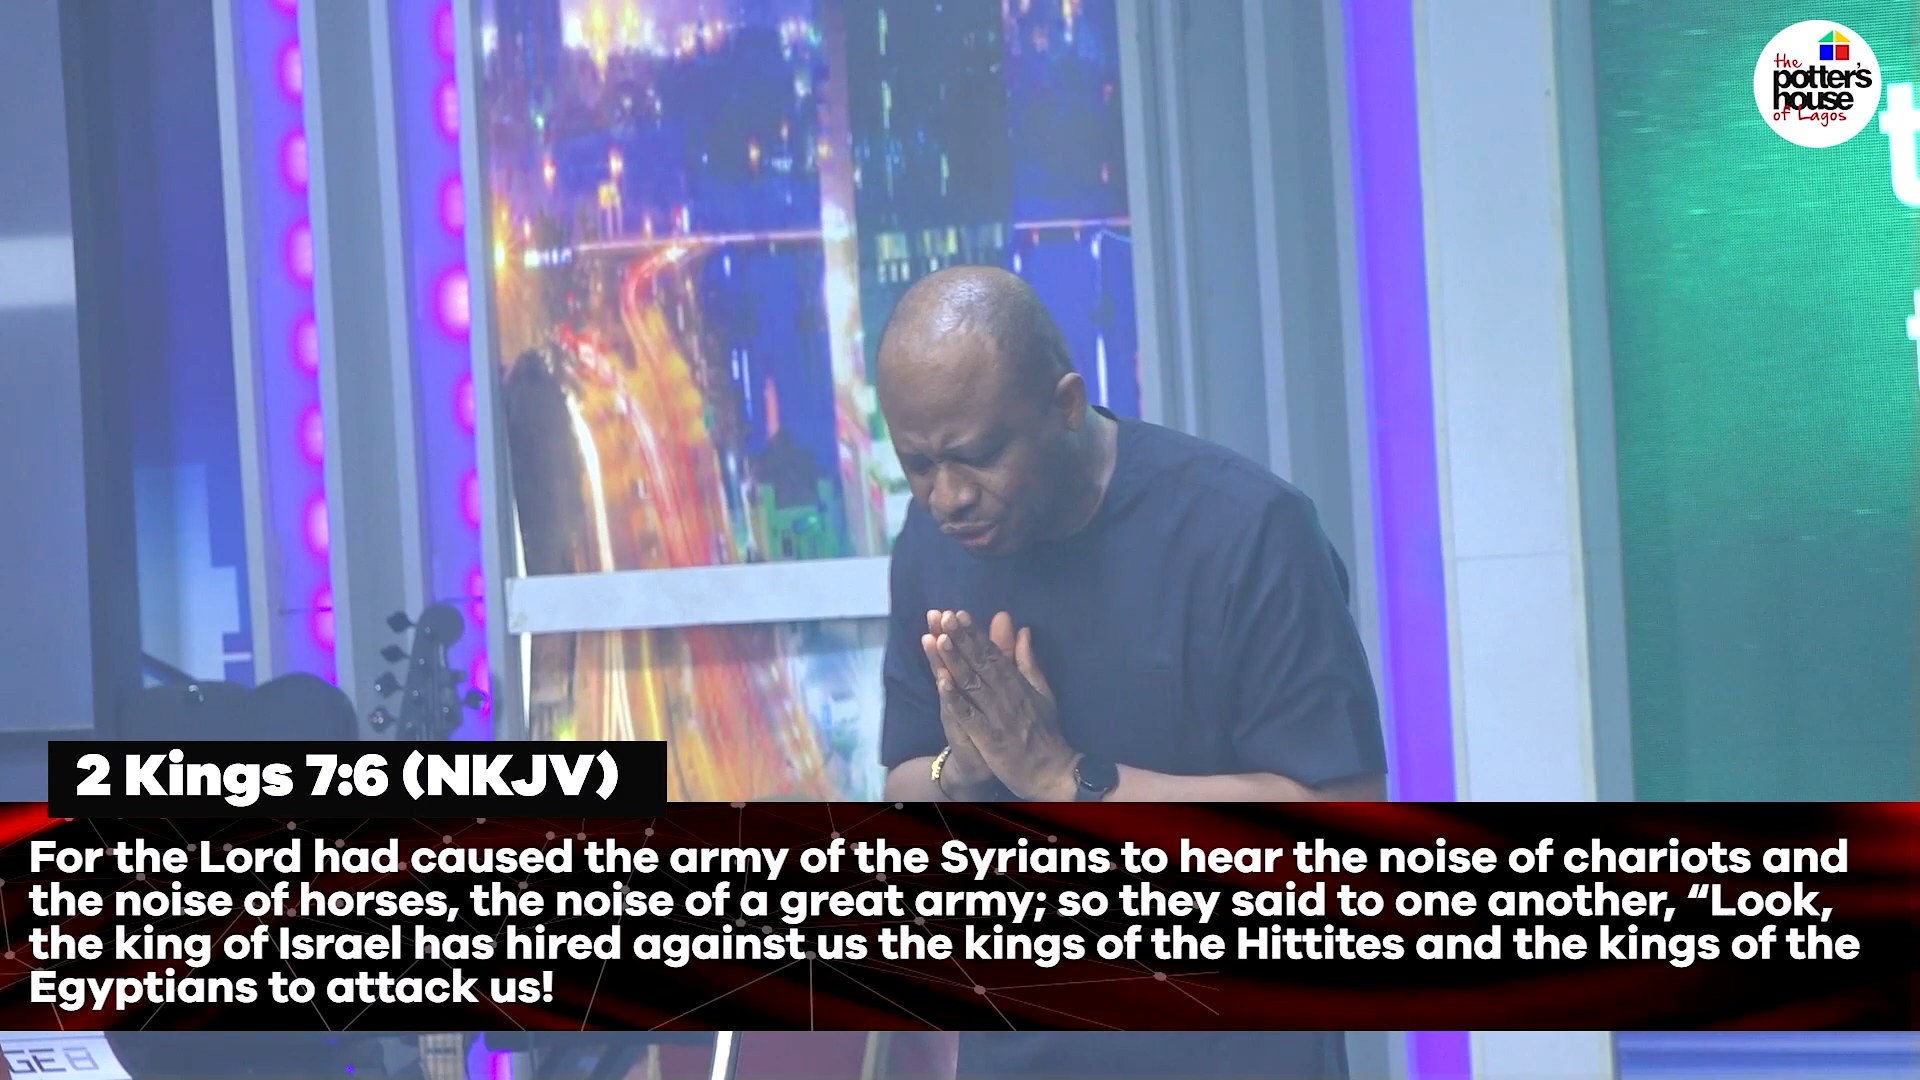 the
potter's
house
of Lagos
2 Kings 7:6 (NKJV)
For the Lord had caused the army of the Syrians to hear the noise of chariots and
the noise of horses, the noise of a great army; so they said to one another, “Look,
the king of Israel has hired against us the kings of the Hittites and the kings of the
Egyptians to attack us!